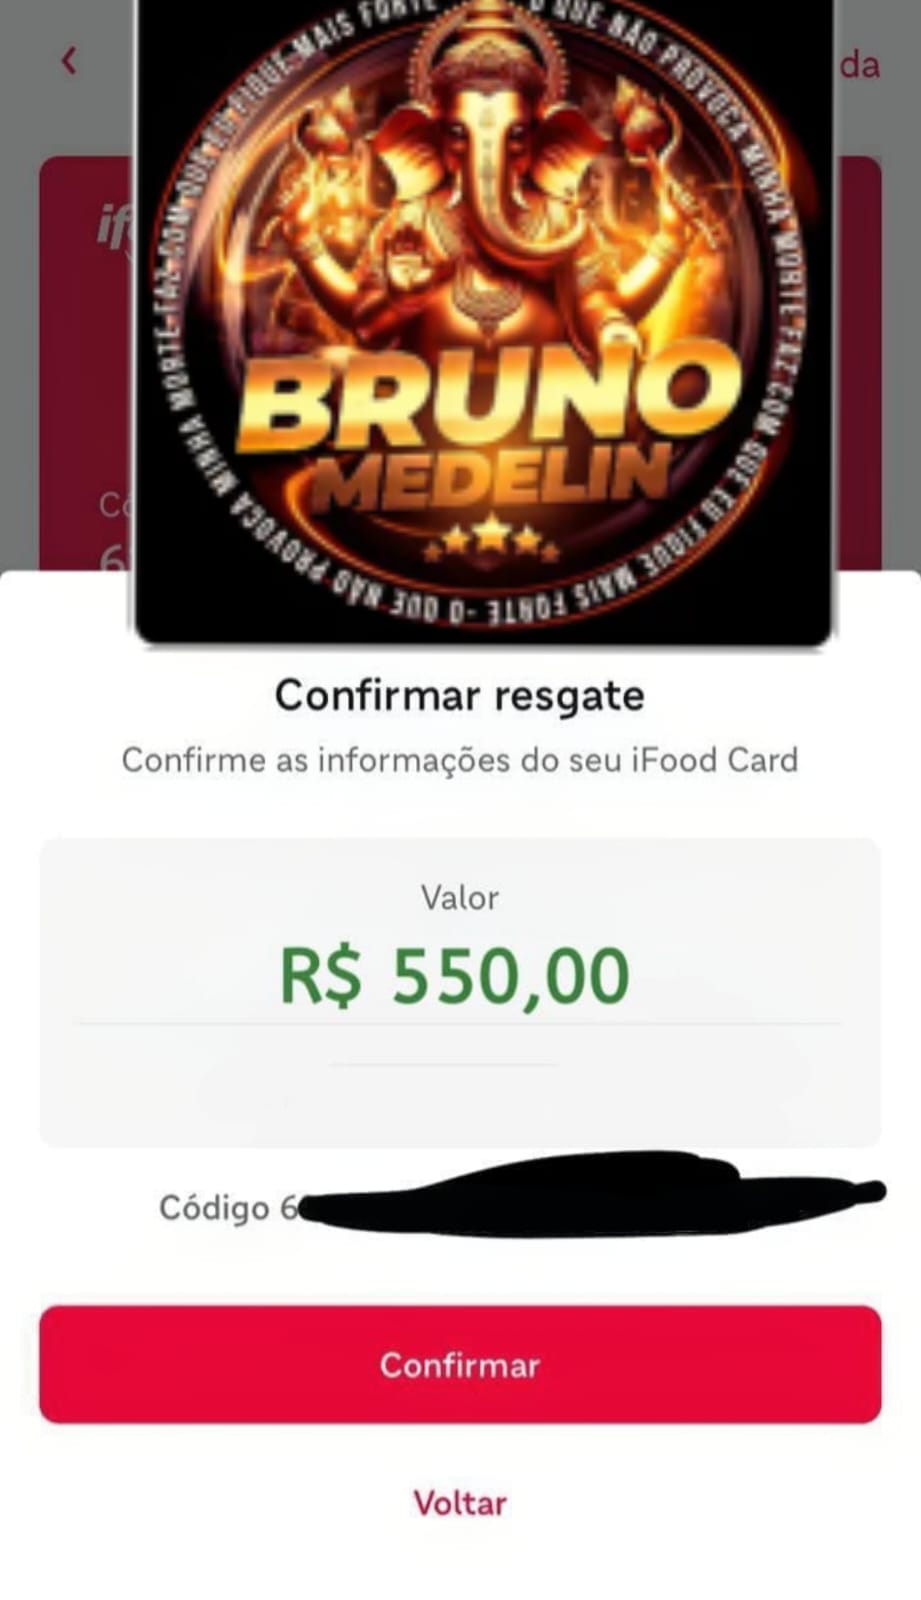 da
if
O QUE NÃO PROVOCA MINHA MORTE FAZ COM QUE EU FIQUE MAIS FORTE -O QUE NÃO PROVOCA MINHA MORTE FAZ COM QUE EU FIQUE MAIS FORTE
BRUNO
MEDELIN
Có
6
Confirmar resgate
Confirme as informações do seu iFood Card
Valor
R$ 550,00
Código 6
Confirmar
Voltar